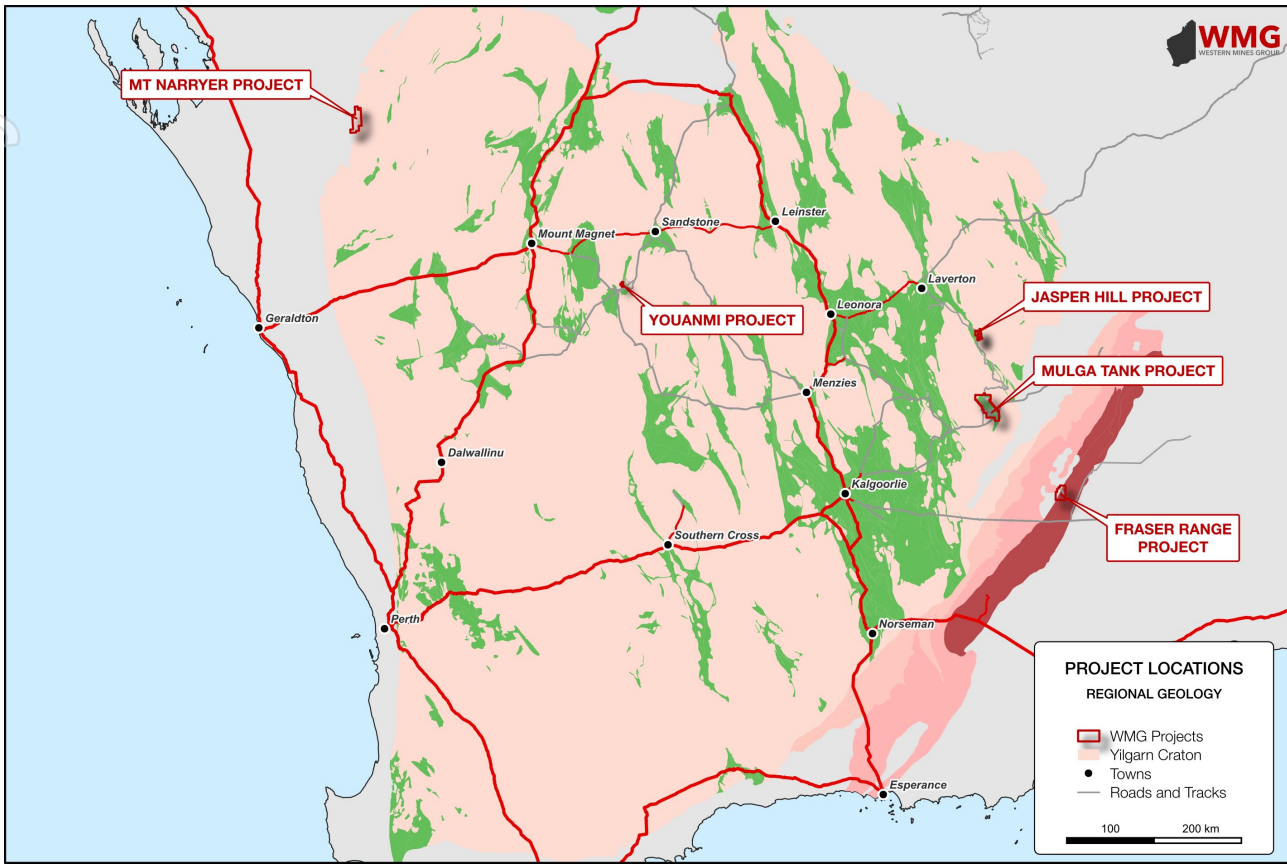 WMG
WESTERN MINES GROUP
MT NARRYER PROJECT
Leinster
Sandstone
Mount Magnet
Laverton
JASPER HILL PROJECT
Leonora
YOUANMI PROJECT
Geraldton
MULGA TANK PROJECT
Menzies
Dalwallinu
Kalgoorlie
FRASER RANGE
PROJECT
Southern Cross
Perth
Norseman
PROJECT LOCATIONS
REGIONAL GEOLOGY
WMG Projects
Yilgarn Craton
Towns
Roads and Tracks
Esperance
100 200 km